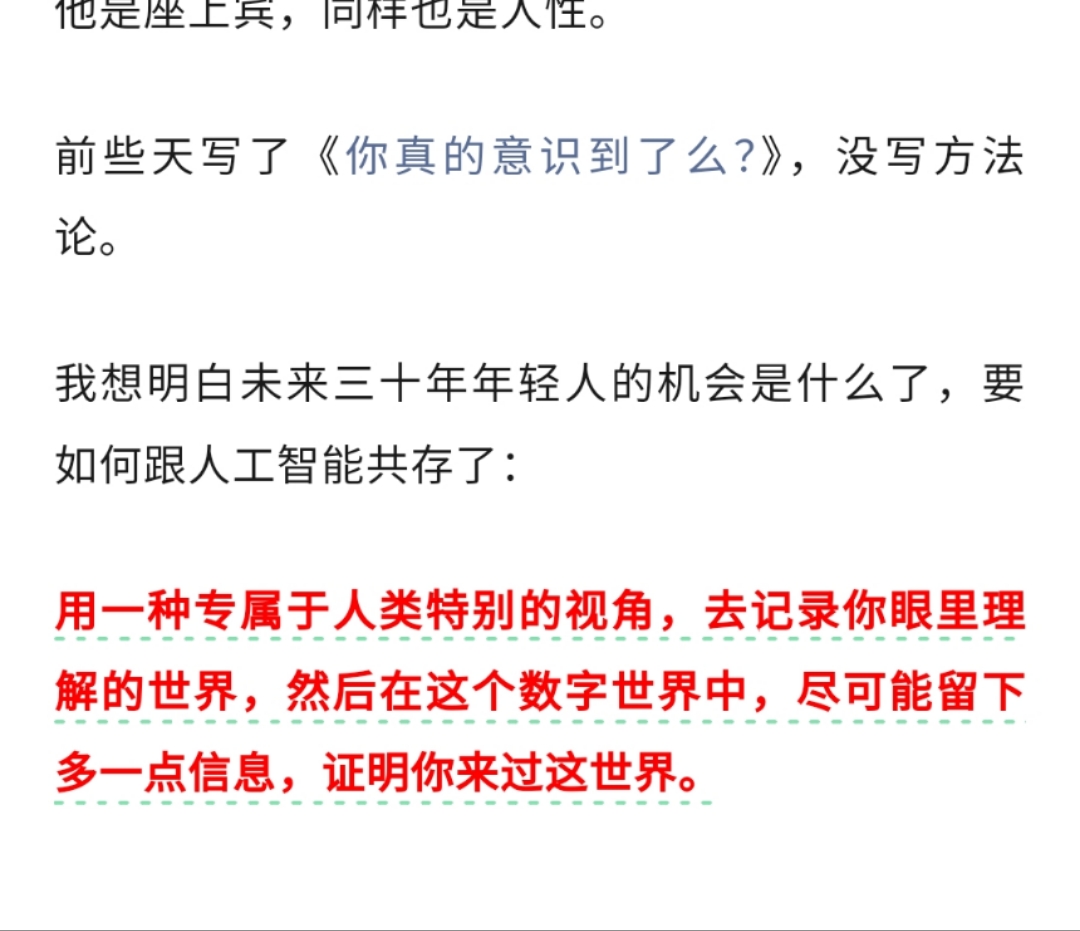 他是座上宾，同样也是人性。
前些天写了《你真的意识到了么？》，没写方法
论。
我想明白未来三十年年轻人的机会是什么了，要
如何跟人工智能共存了：
用一种专属于人类特别的视角，去记录你眼里理
解的世界，然后在这个数字世界中，尽可能留下
多一点信息，证明你来过这世界。